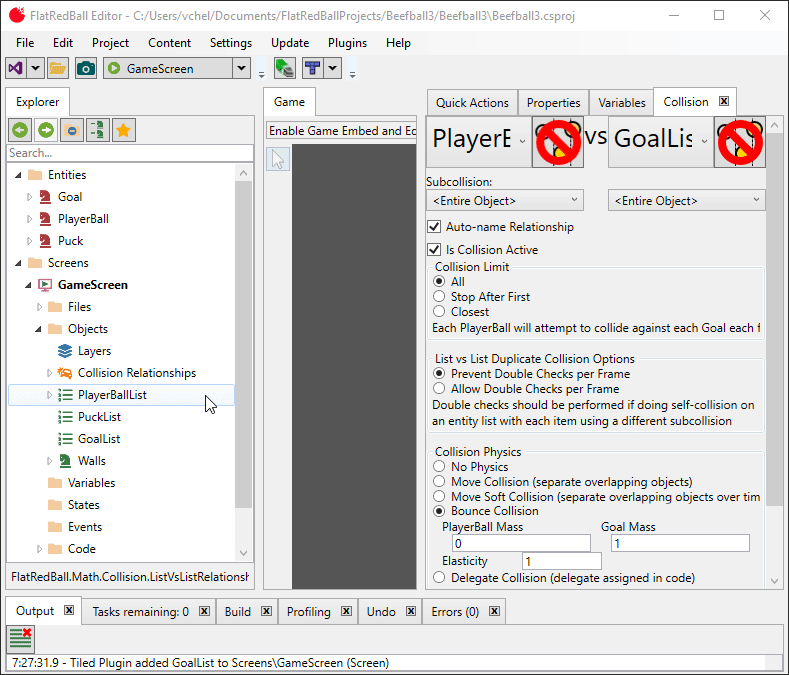 FlatRedBall Editor - C:/Users/vchel/Documents/FlatRedBallProjects/Beefball3/Beefball3\Beefball3.csproj
File Edit Project Content Settings Update Plugins Help
GameScreen
Explorer
Search...
Entities
Goal
PlayerBall
Puck
Screens
GameScreen
Files
Objects
Layers
Collision Relationships
PlayerBallList
PuckList
GoalList
Walls
Variables
States
Events
Code
FlatRedBall.Math.Collision.ListVsListRelationsh
Game
Enable Game Embed and Ec
Quick Actions Properties Variables Collision
PlayerB vs GoalLis
Subcollision:
<Entire Object> <Entire Object>
Auto-name Relationship
Is Collision Active
Collision Limit
All
Stop After First
Closest
Each PlayerBall will attempt to collide against each Goal each f
List vs List Duplicate Collision Options
Prevent Double Checks per Frame
Allow Double Checks per Frame
Double checks should be performed if doing self-collision on
an entity list with each item using a different subcollision
Collision Physics
No Physics
Move Collision (separate overlapping objects)
Move Soft Collision (separate overlapping objects over tim
Bounce Collision
PlayerBall Mass Goal Mass
0 1
Elasticity 1
Delegate Collision (delegate assigned in code)
Output Tasks remaining: 0 Build Profiling Undo Errors (0)
7:27:31.9 - Tiled Plugin added GoalList to Screens\GameScreen (Screen)